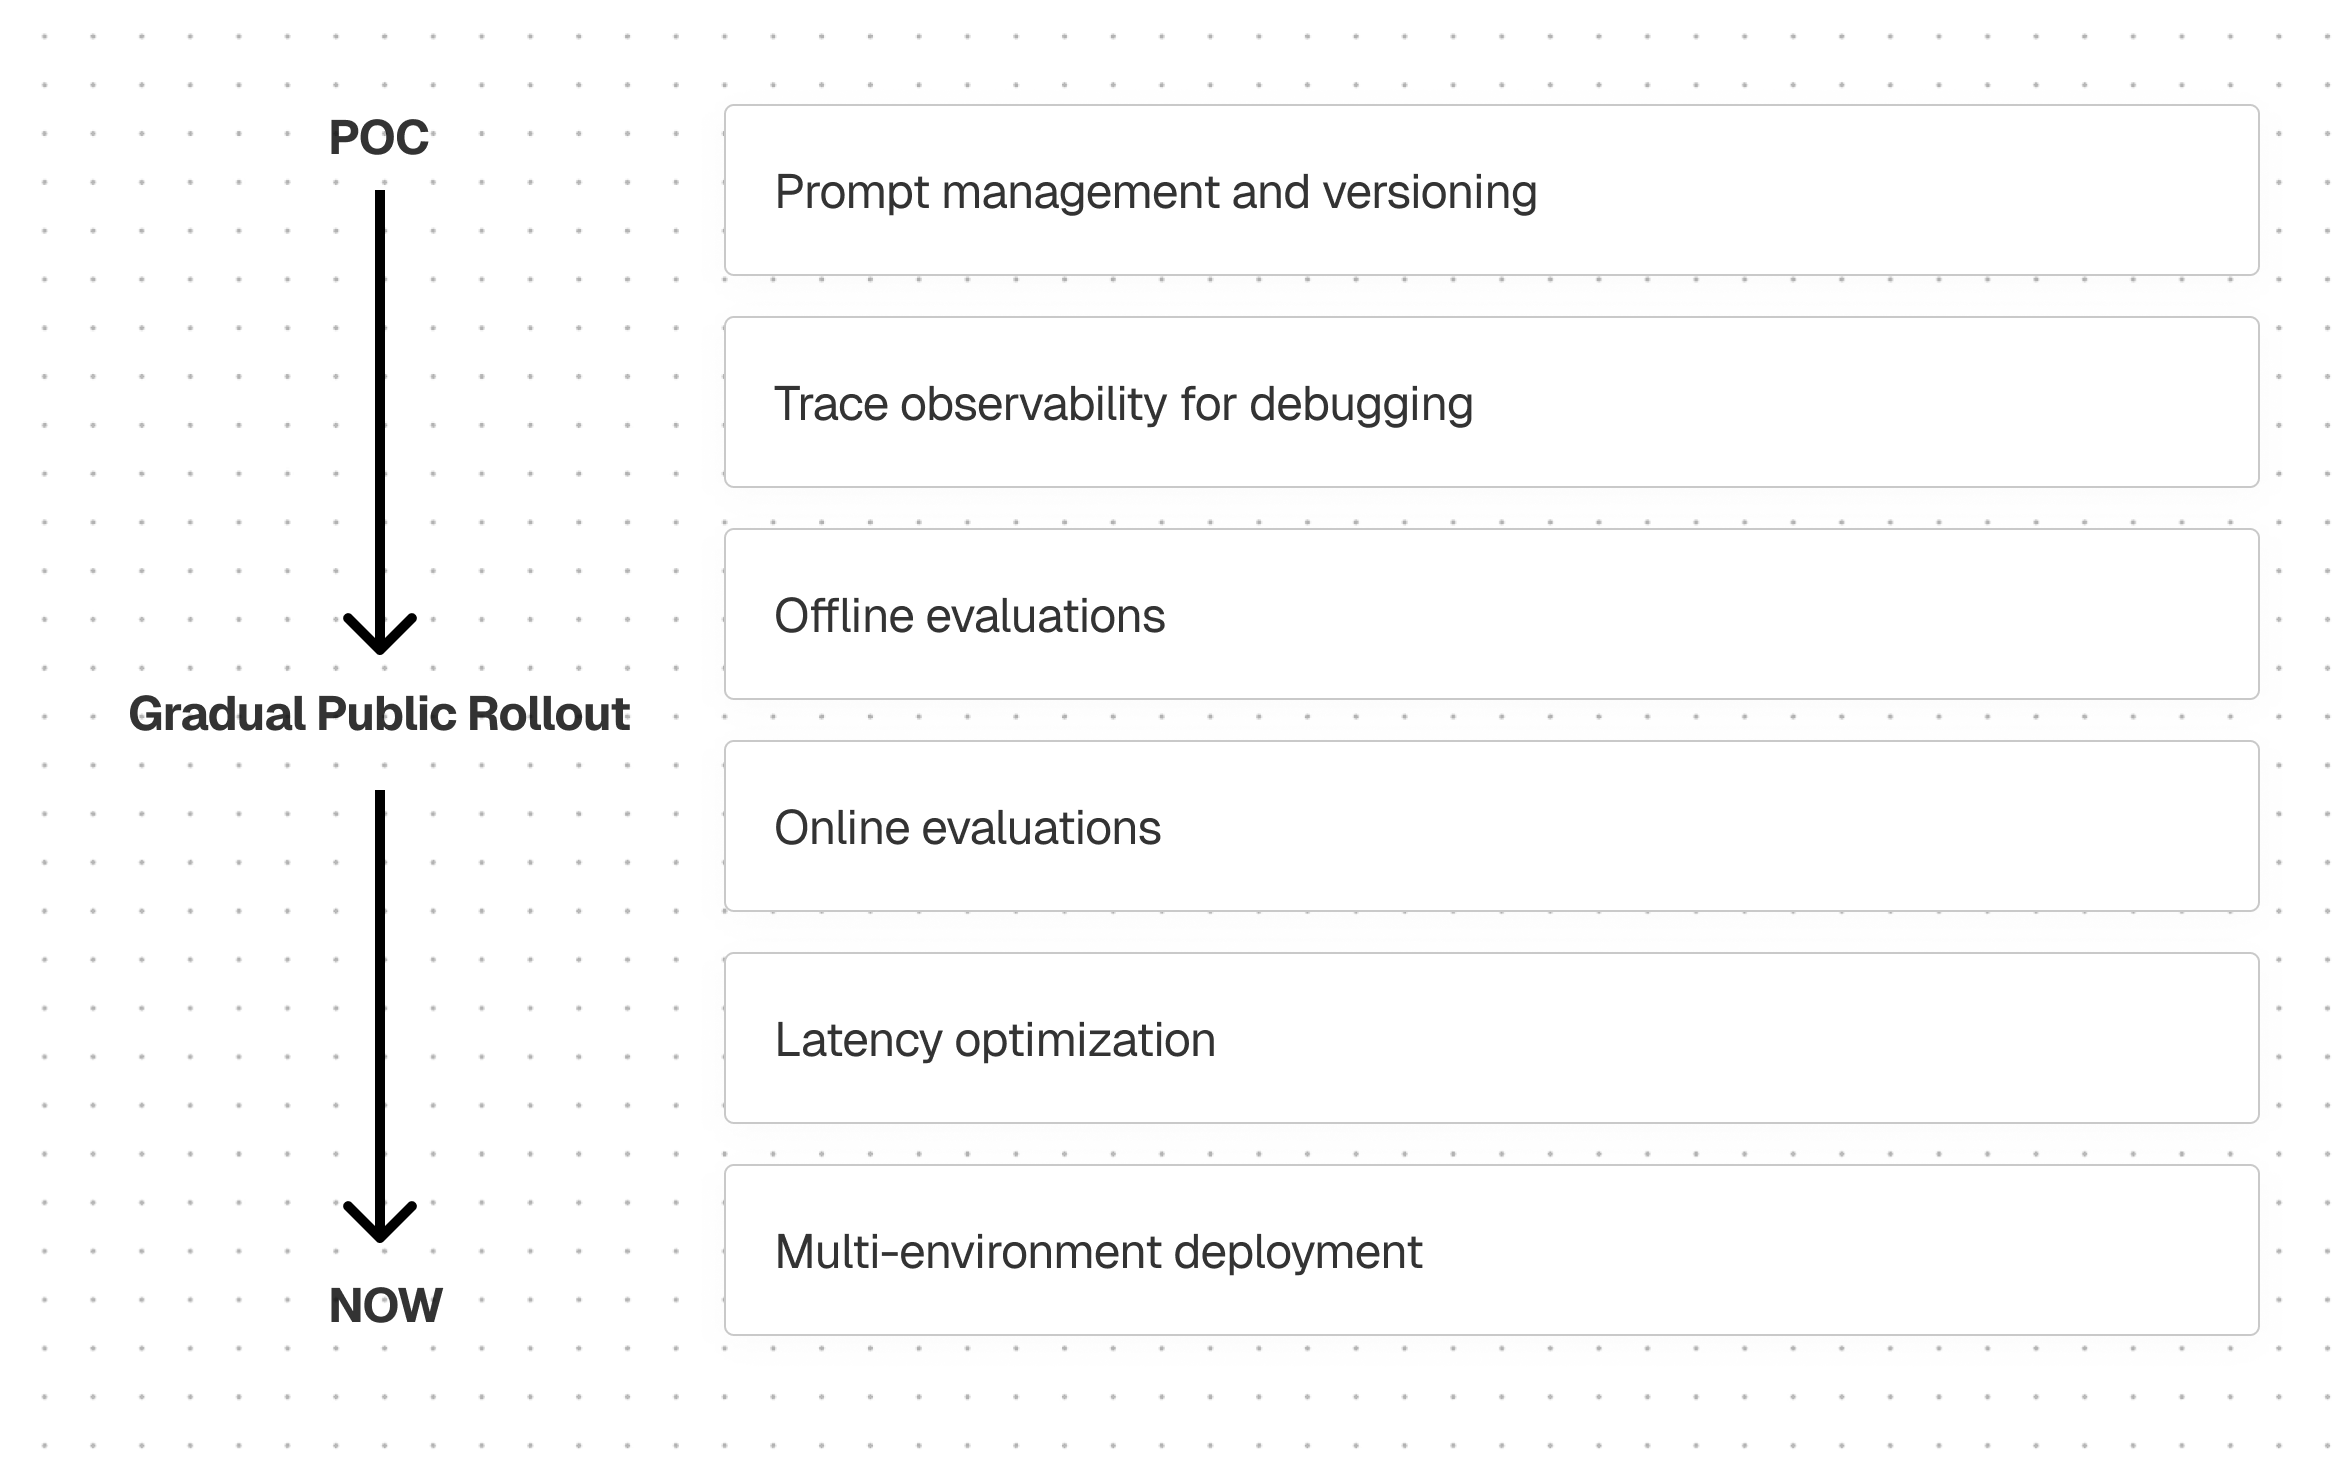 POC
Gradual Public Rollout
NOW
Prompt management and versioning
Trace observability for debugging
Offline evaluations
Online evaluations
Latency optimization
Multi-environment deployment